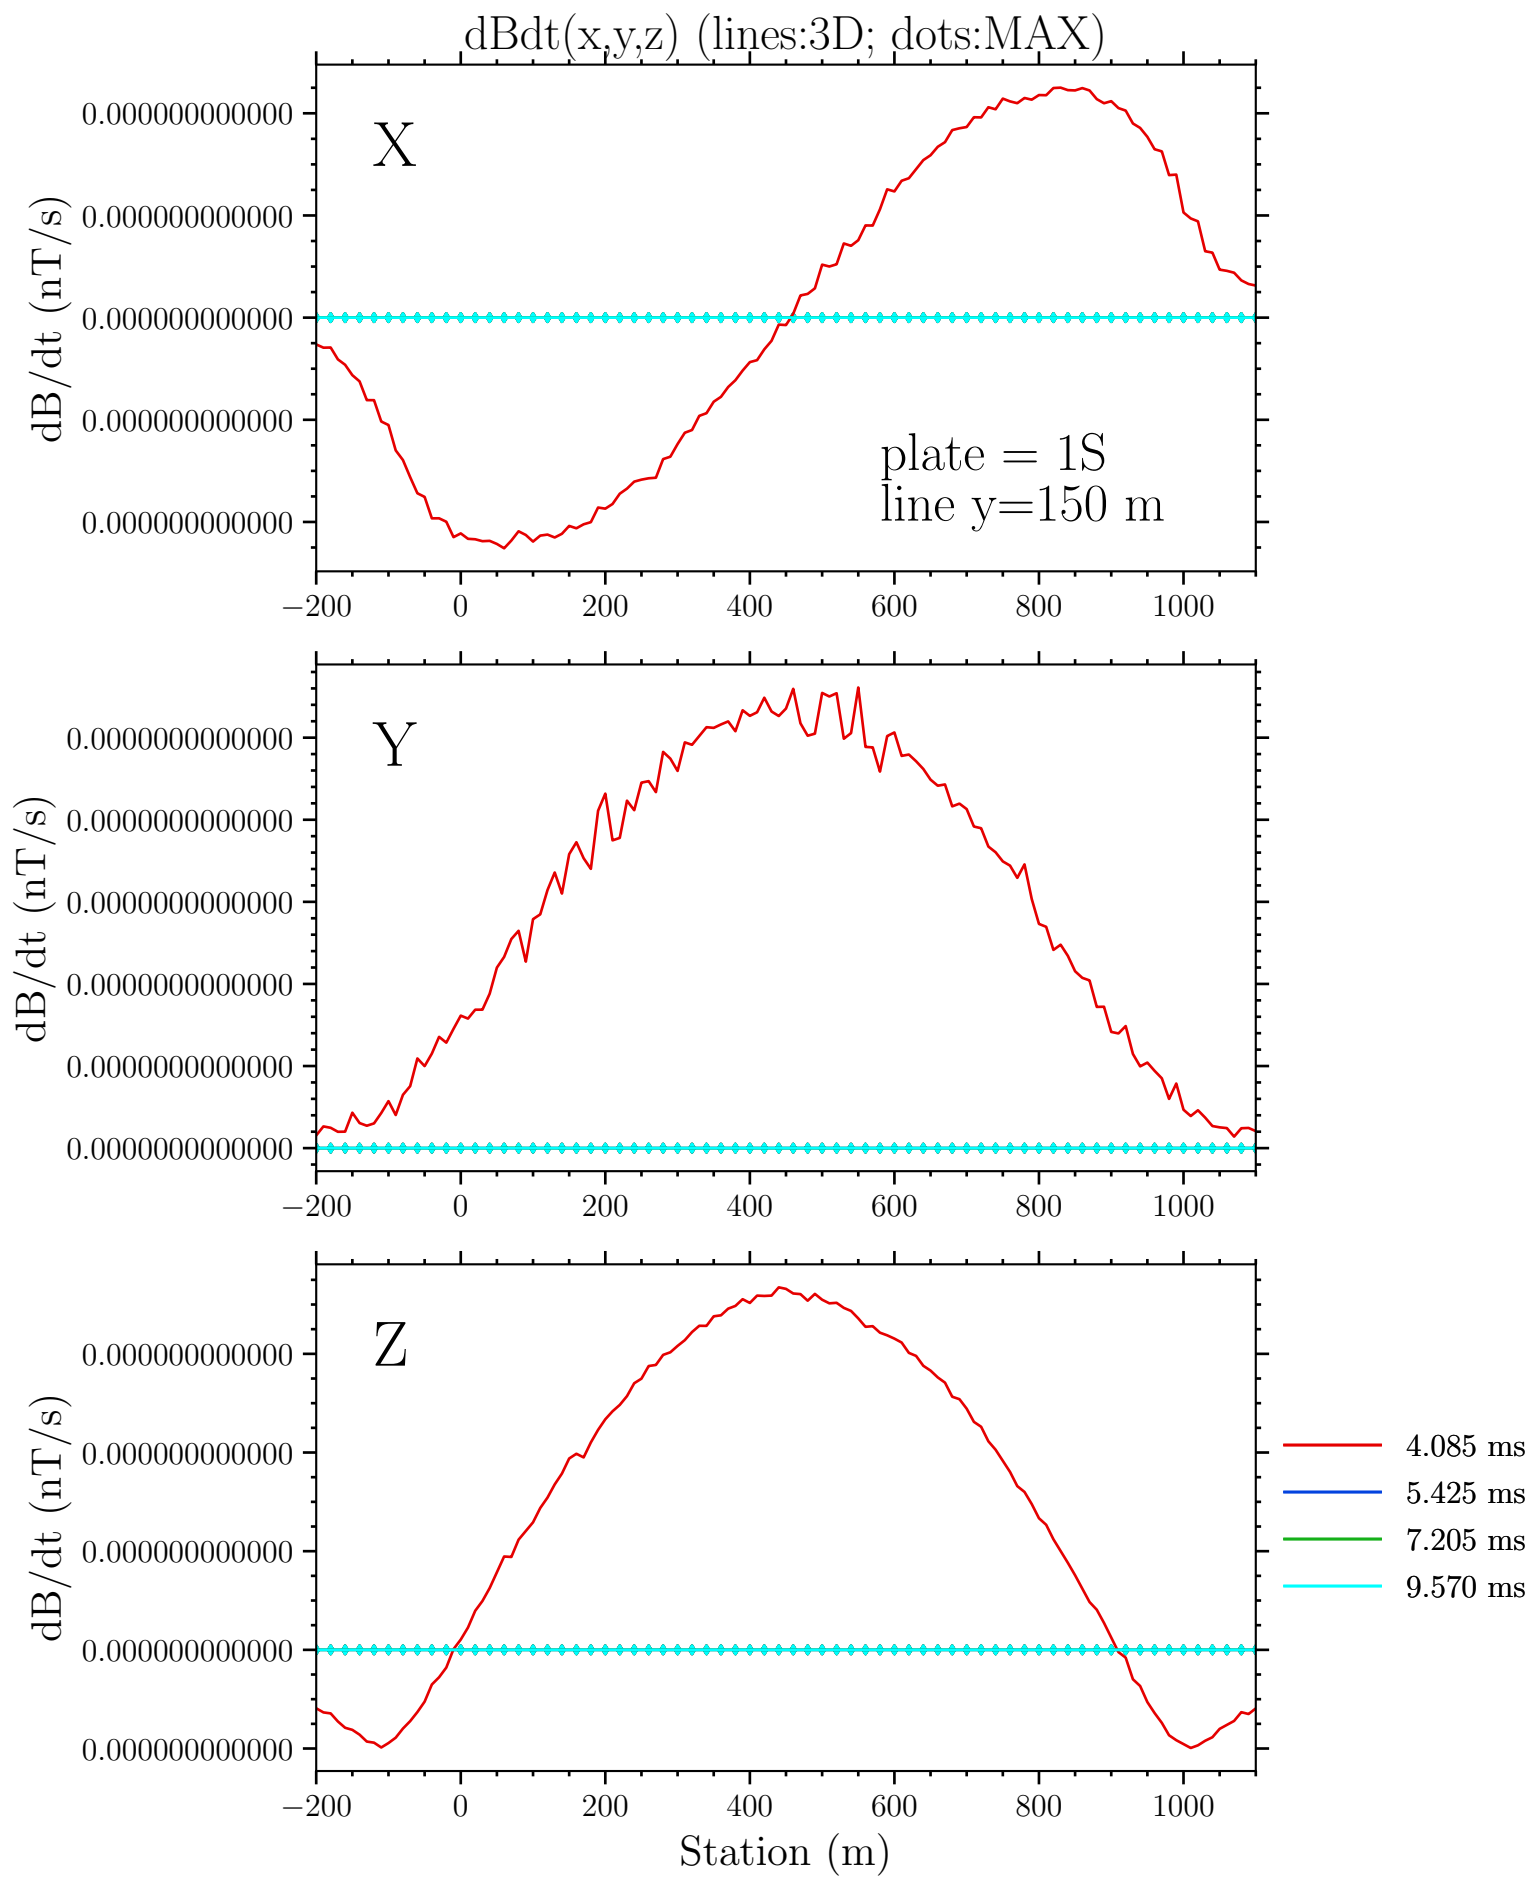 dBdt(x,y,z) (lines:3D; dots:MAX)
X
dB/dt (nT/s)
0.000000000000
0.000000000000
0.000000000000
0.000000000000
0.000000000000
plate = 1S
line y=150 m
−200 0 200 400 600 800 1000
Y
dB/dt (nT/s)
0.0000000000000
0.0000000000000
0.0000000000000
0.0000000000000
0.0000000000000
0.0000000000000
−200 0 200 400 600 800 1000
Z
dB/dt (nT/s)
0.000000000000
0.000000000000
0.000000000000
0.000000000000
0.000000000000
−200 0 200 400 600 800 1000
Station (m)
4.085 ms
5.425 ms
7.205 ms
9.570 ms